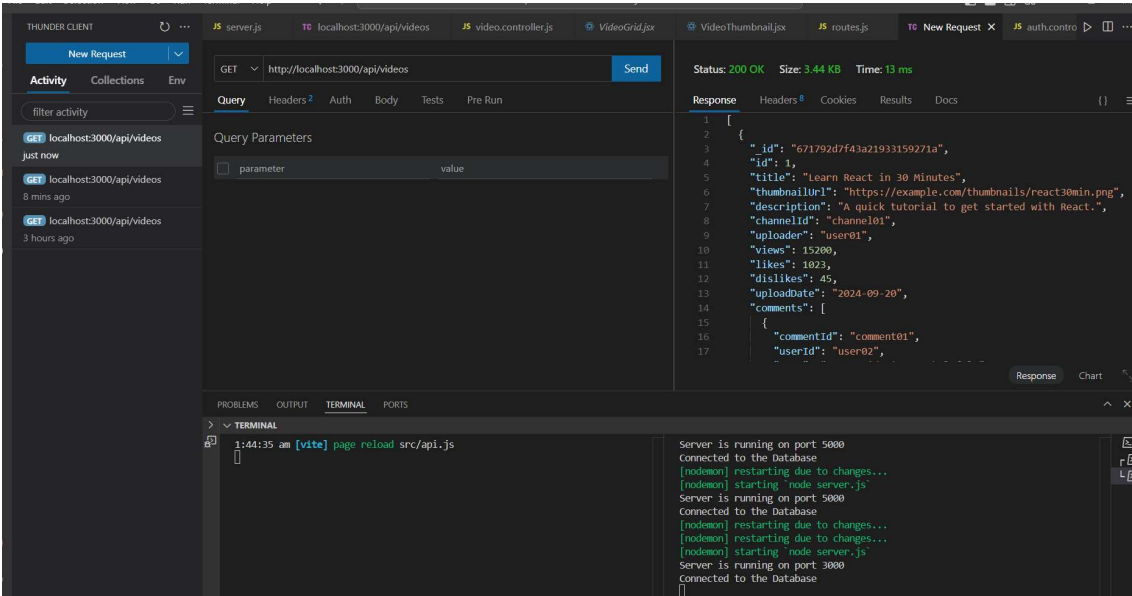 THUNDER CLIENT
New Request
Activity Collections Env
filter activity
GET localhost:3000/api/videos
just now
GET localhost:3000/api/videos
8 mins ago
GET localhost:3000/api/videos
3 hours ago
JS server.js TC localhost:3000/api/videos JS video.controller.js VideoGrid.jsx VideoThumbnail.jsx JS routes.js TC New Request JS auth.contro
GET http://localhost:3000/api/videos Send
Query Headers 2 Auth Body Tests Pre Run
Query Parameters
parameter value
Status: 200 OK Size: 3.44 KB Time: 13 ms
Response Headers 8 Cookies Results Docs {}
1 [
2 {
3 "_id": "671792d7f43a21933159271a",
4 "id": 1,
5 "title": "Learn React in 30 Minutes",
6 "thumbnailUrl": "https://example.com/thumbnails/react30min.png",
7 "description": "A quick tutorial to get started with React.",
8 "channelId": "channel01",
9 "uploader": "user01",
10 "views": 15200,
11 "likes": 1023,
12 "dislikes": 45,
13 "uploadDate": "2024-09-20",
14 "comments": [
15 {
16 "commentId": "comment01",
17 "userId": "user02",
Response Chart
PROBLEMS OUTPUT TERMINAL PORTS
TERMINAL
1:44:35 am [vite] page reload src/api.js
Server is running on port 5000
Connected to the Database
[nodemon] restarting due to changes...
[nodemon] starting `node server.js`
Server is running on port 5000
Connected to the Database
[nodemon] restarting due to changes...
[nodemon] restarting due to changes...
[nodemon] starting `node server.js`
Server is running on port 3000
Connected to the Database